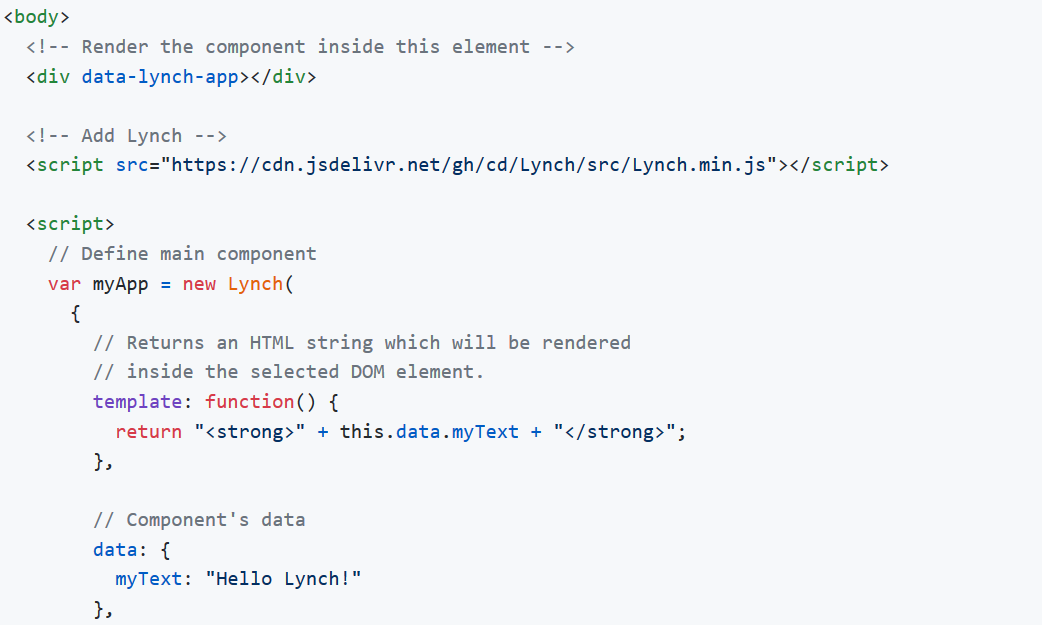 <body>
  <!-- Render the component inside this element -->
  <div data-lynch-app></div>

  <!-- Add Lynch -->
  <script src="https://cdn.jsdelivr.net/gh/cd/Lynch/src/Lynch.min.js"></script>

  <script>
    // Define main component
    var myApp = new Lynch(
      {
        // Returns an HTML string which will be rendered
        // inside the selected DOM element.
        template: function() {
          return "<strong>" + this.data.myText + "</strong>";
        },

        // Component's data
        data: {
          myText: "Hello Lynch!"
        },